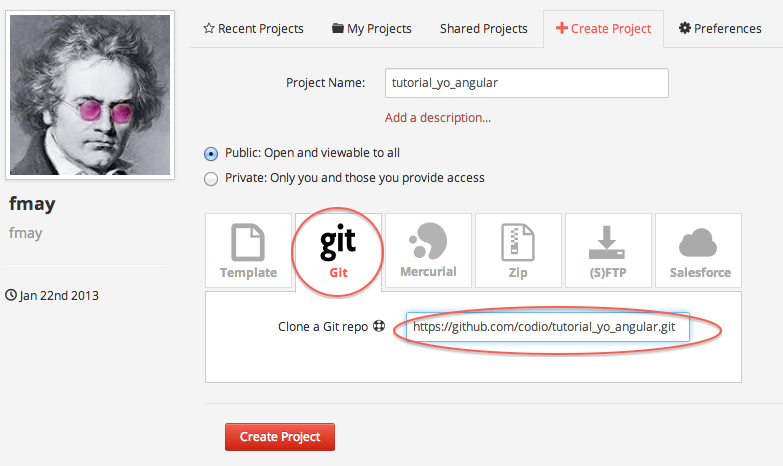 Recent Projects My Projects Shared Projects Create Project Preferences
Project Name: tutorial_yo_angular
Add a description...
Public: Open and viewable to all
Private: Only you and those you provide access
fmay
fmay
Jan 22nd 2013
git
Template Git Mercurial Zip (S)FTP Salesforce
Clone a Git repo https://github.com/codio/tutorial_yo_angular.git
Create Project